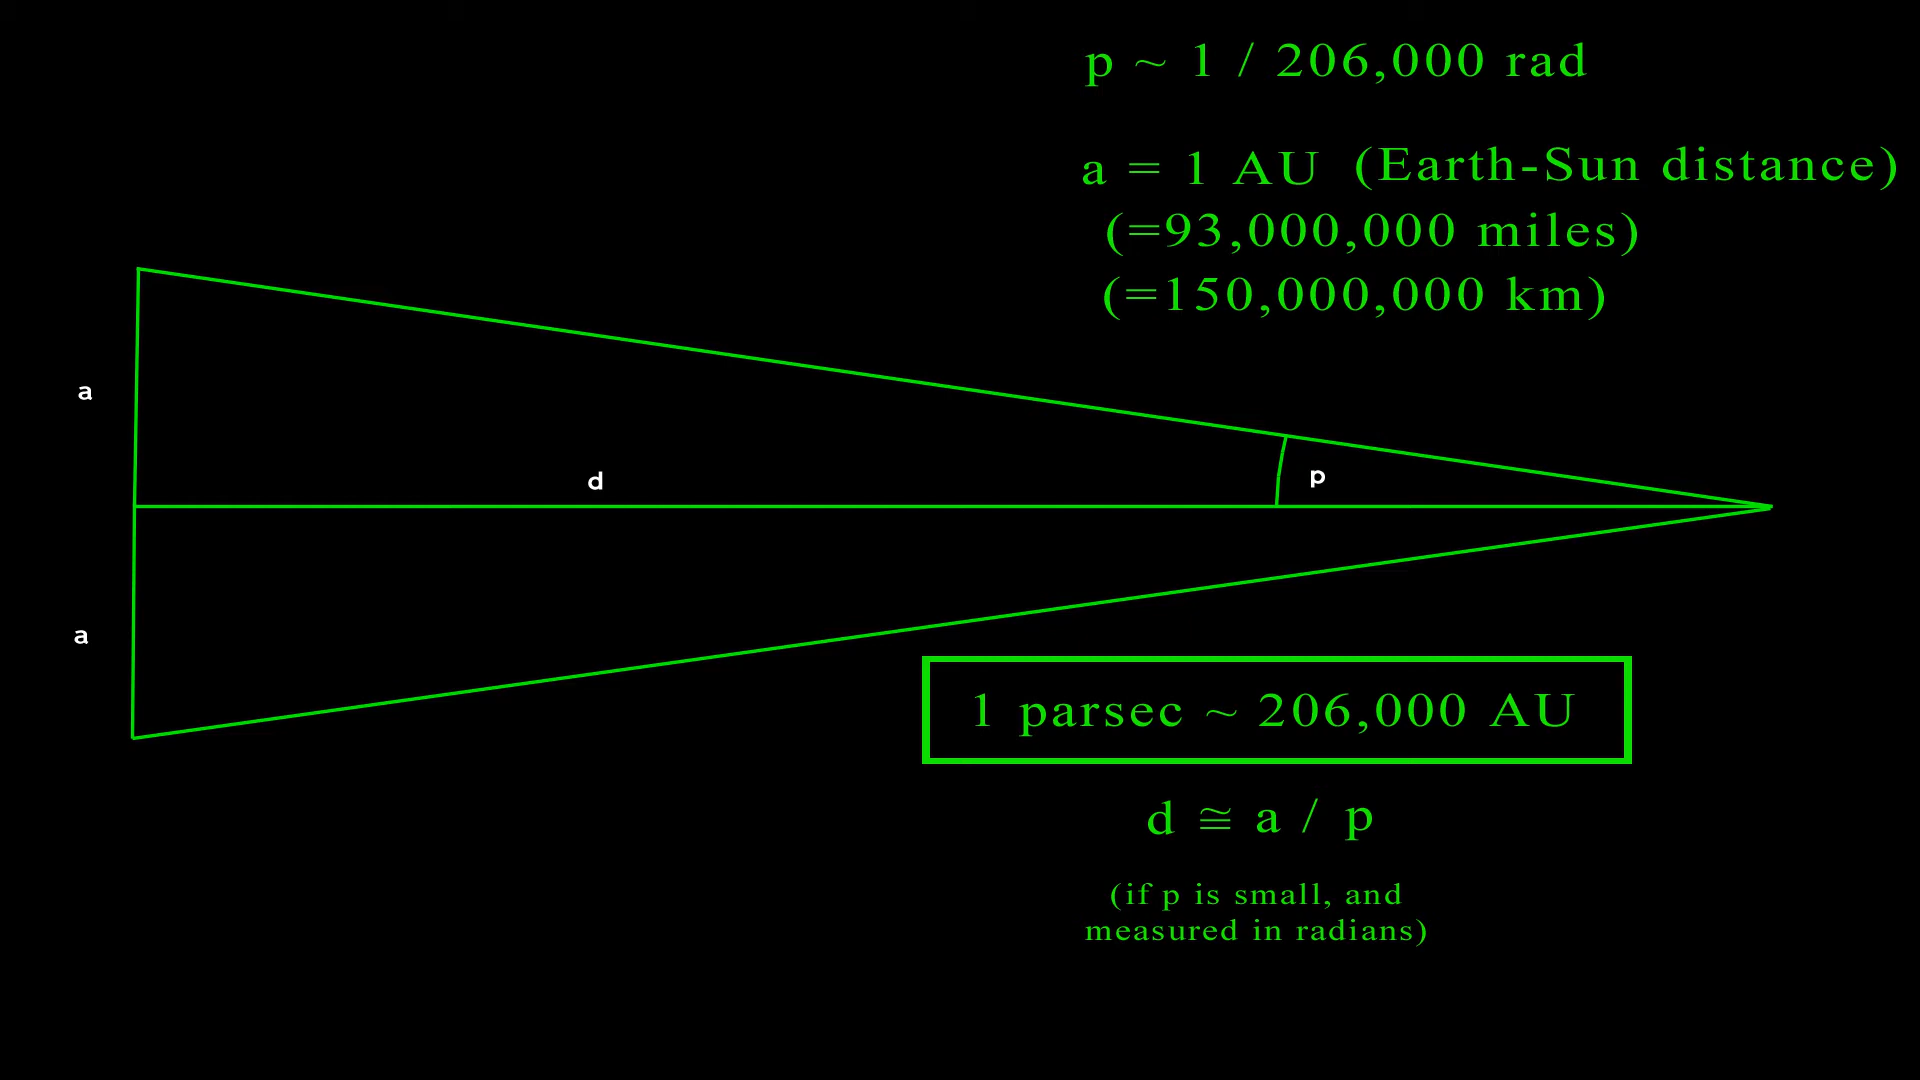 p ~ 1 / 206,000 rad
a = 1 AU (Earth-Sun distance)
(=93,000,000 miles)
(=150,000,000 km)
a
d
p
a
1 parsec ~ 206,000 AU
d ≅ a / p
(if p is small, and
measured in radians)